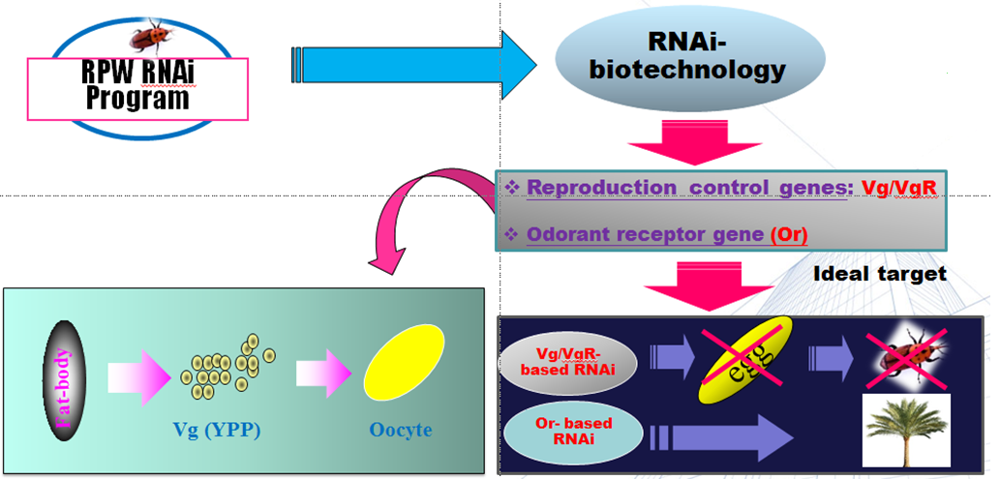 RPW RNAi
Program
RNAi-
biotechnology
❖ Reproduction control genes: Vg/VgR
❖ Odorant receptor gene (Or)
Ideal target
Fat-body
Vg (YPP)
Oocyte
Vg/VgR-
based RNAi
egg
Or- based
RNAi